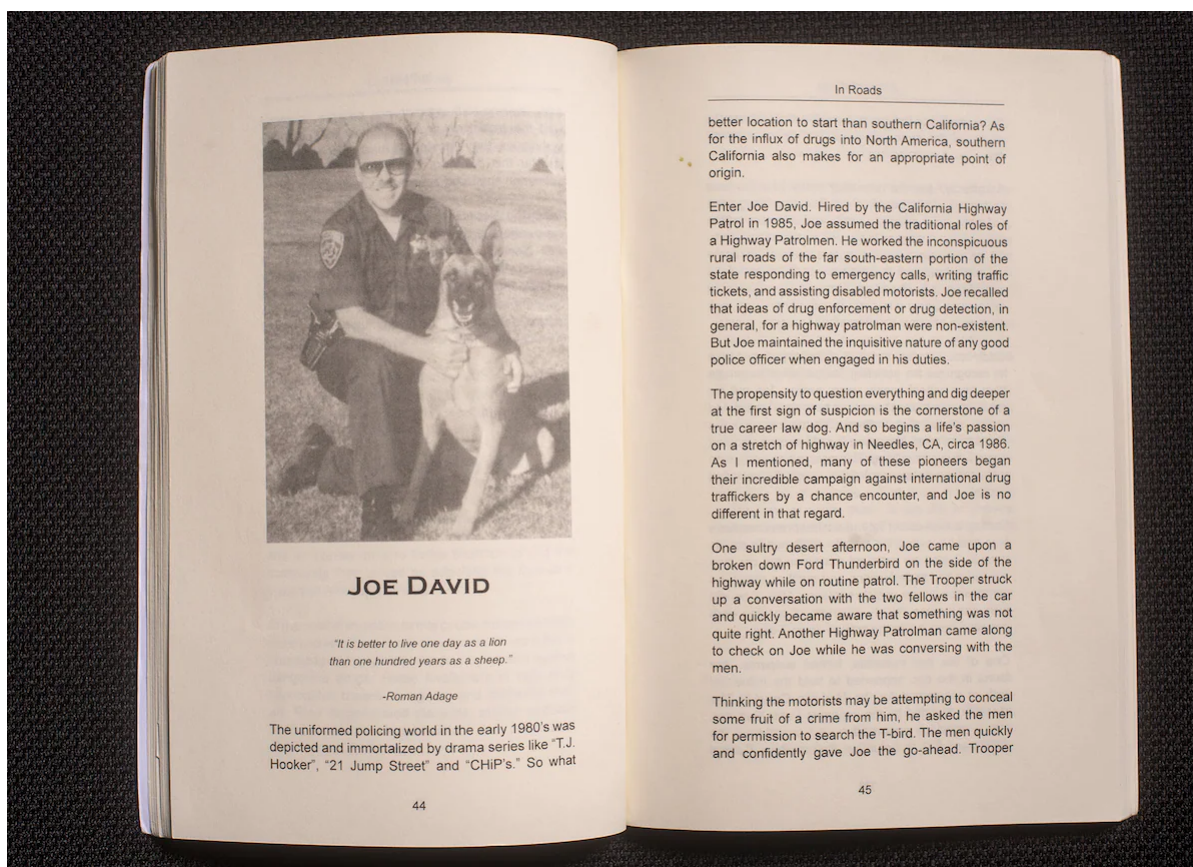 JOE DAVID
"It is better to live one day as a lion
than one hundred years as a sheep."
-Roman Adage
The uniformed policing world in the early 1980's was
depicted and immortalized by drama series like "T.J.
Hooker", "21 Jump Street" and "CHiP's." So what
44
In Roads
better location to start than southern California? As
for the influx of drugs into North America, southern
California also makes for an appropriate point of
origin.
Enter Joe David. Hired by the California Highway
Patrol in 1985, Joe assumed the traditional roles of
a Highway Patrolmen. He worked the inconspicuous
rural roads of the far south-eastern portion of the
state responding to emergency calls, writing traffic
tickets, and assisting disabled motorists. Joe recalled
that ideas of drug enforcement or drug detection, in
general, for a highway patrolman were non-existent.
But Joe maintained the inquisitive nature of any good
police officer when engaged in his duties.
The propensity to question everything and dig deeper
at the first sign of suspicion is the cornerstone of a
true career law dog. And so begins a life's passion
on a stretch of highway in Needles, CA, circa 1986.
As I mentioned, many of these pioneers began
their incredible campaign against international drug
traffickers by a chance encounter, and Joe is no
different in that regard.
One sultry desert afternoon, Joe came upon a
broken down Ford Thunderbird on the side of the
highway while on routine patrol. The Trooper struck
up a conversation with the two fellows in the car
and quickly became aware that something was not
quite right. Another Highway Patrolman came along
to check on Joe while he was conversing with the
men.
Thinking the motorists may be attempting to conceal
some fruit of a crime from him, he asked the men
for permission to search the T-bird. The men quickly
and confidently gave Joe the go-ahead. Trooper
45